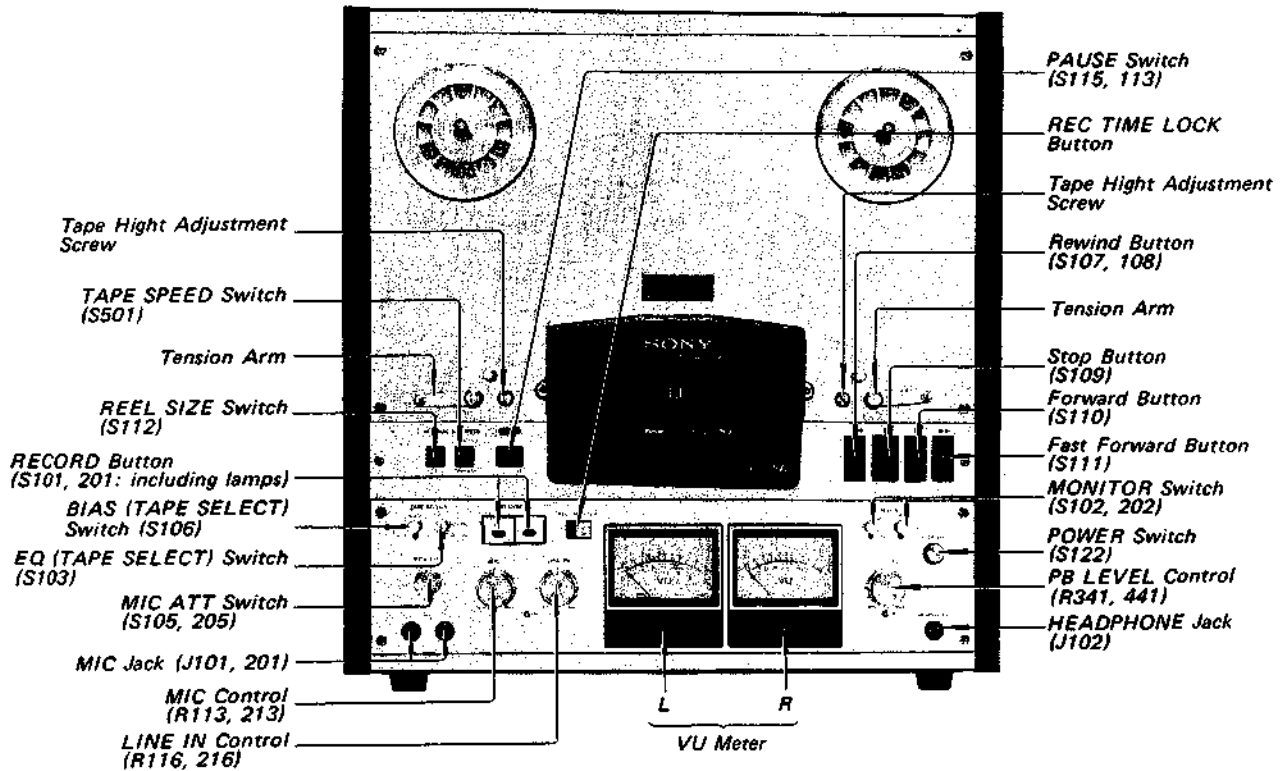 PAUSE Switch
(S115, 113)
REC TIME LOCK
Button
Tape Hight Adjustment
Screw
Rewind Button
(S107, 108)
Tension Arm
Stop Button
(S109)
Forward Button
(S110)
Fast Forward Button
(S111)
MONITOR Switch
(S102, 202)
POWER Switch
(S122)
PB LEVEL Control
(R341, 441)
HEADPHONE Jack
(J102)
Tape Hight Adjustment
Screw
TAPE SPEED Switch
(S501)
Tension Arm
REEL SIZE Switch
(S112)
RECORD Button
(S101, 201: including lamps)
BIAS (TAPE SELECT)
Switch (S106)
EQ (TAPE SELECT) Switch
(S103)
MIC ATT Switch
(S105, 205)
MIC Jack (J101, 201)
MIC Control
(R113, 213)
LINE IN Control
(R116, 216)
SONY
VU
VU
L
R
VU Meter